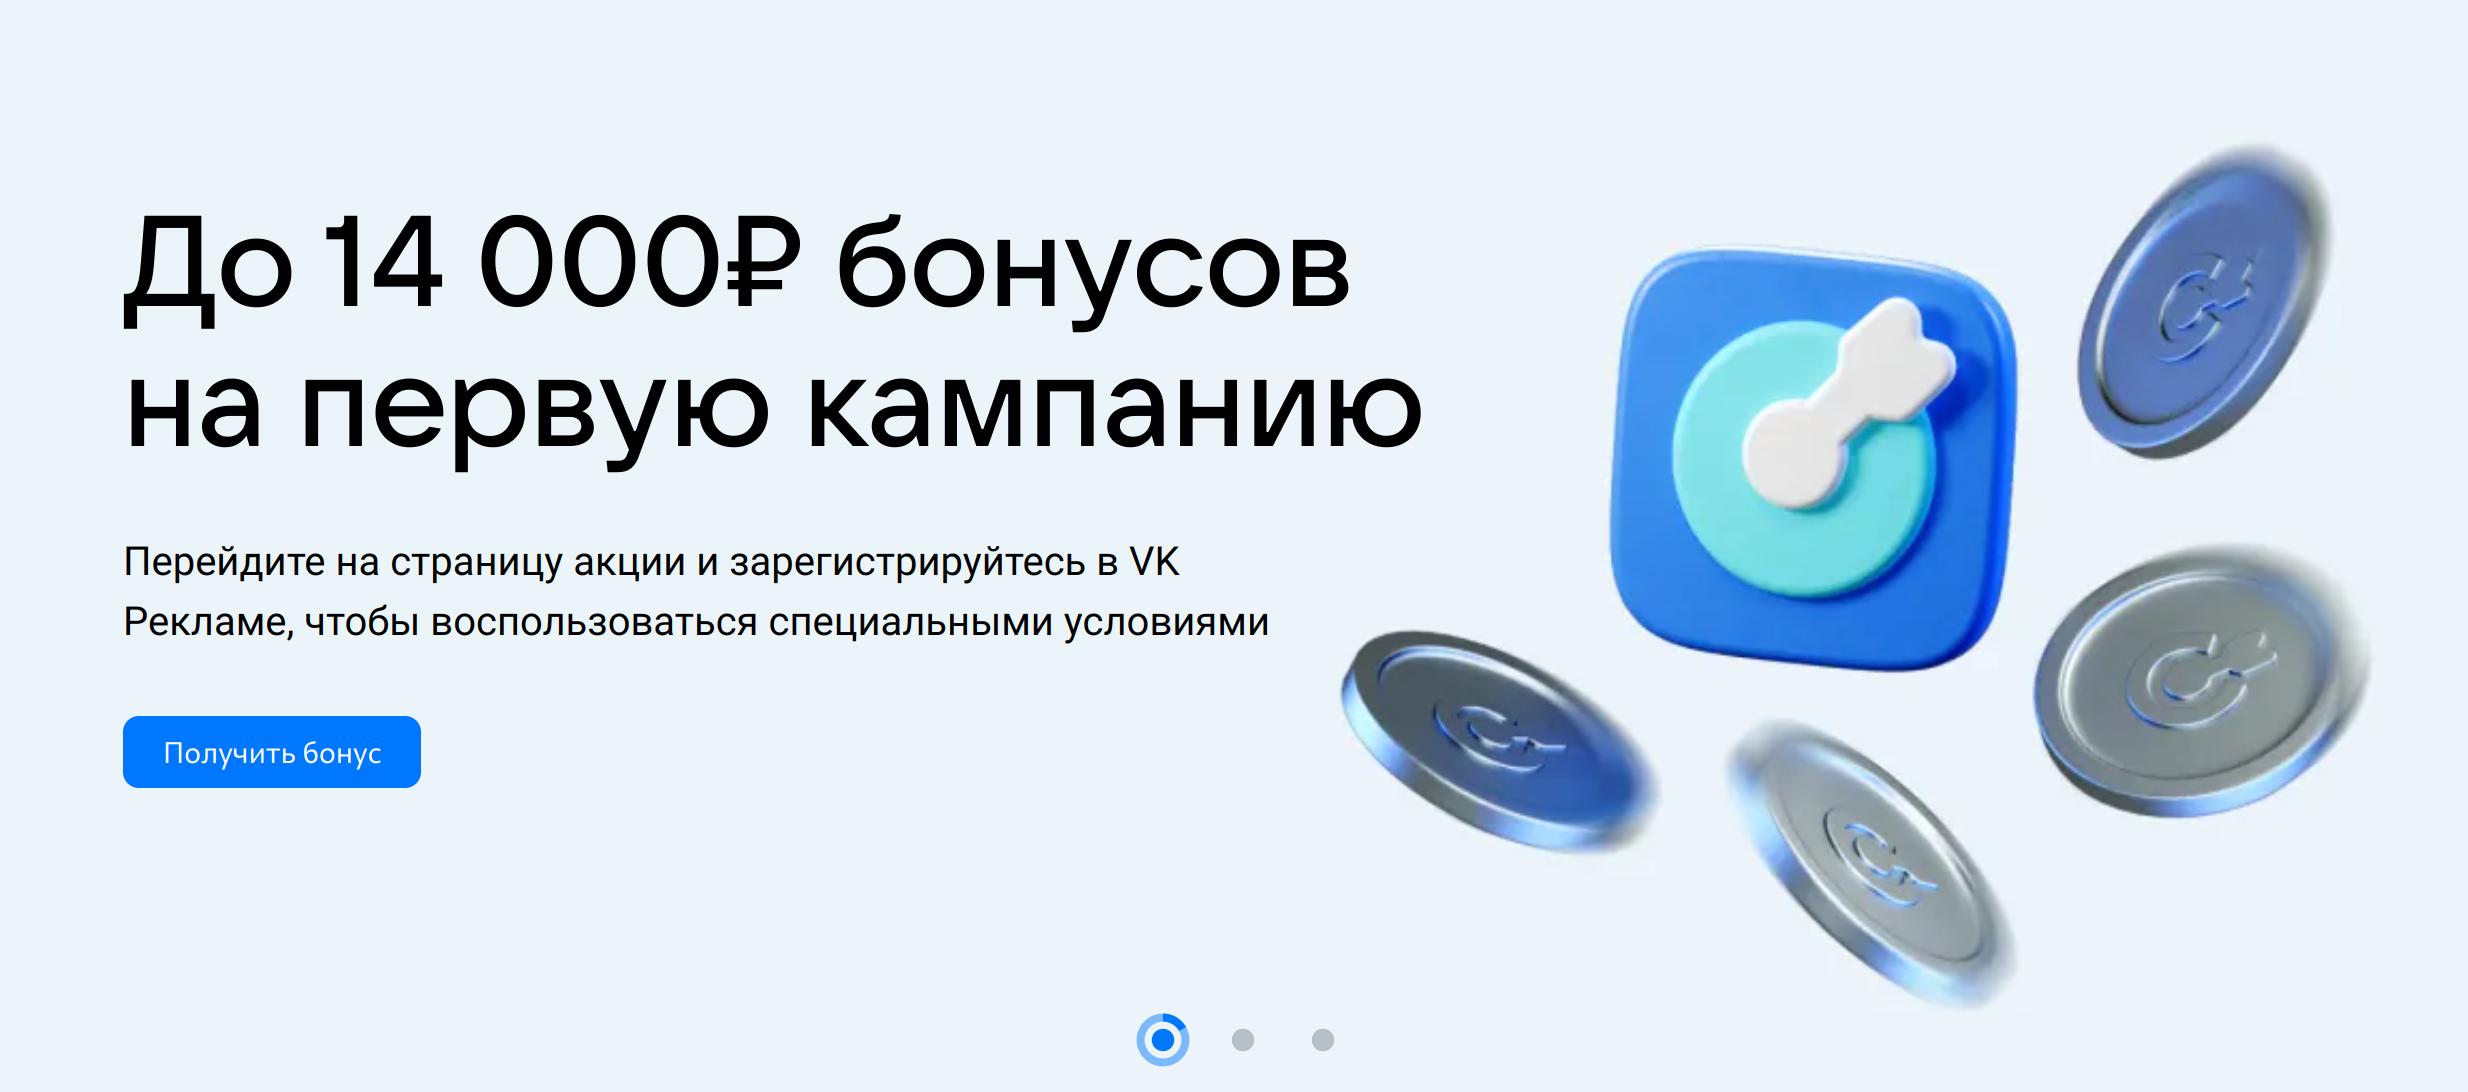 До 14 000₽ бонусов
на первую кампанию
Перейдите на страницу акции и зарегистрируйтесь в VK
Рекламе, чтобы воспользоваться специальными условиями
Получить бонус